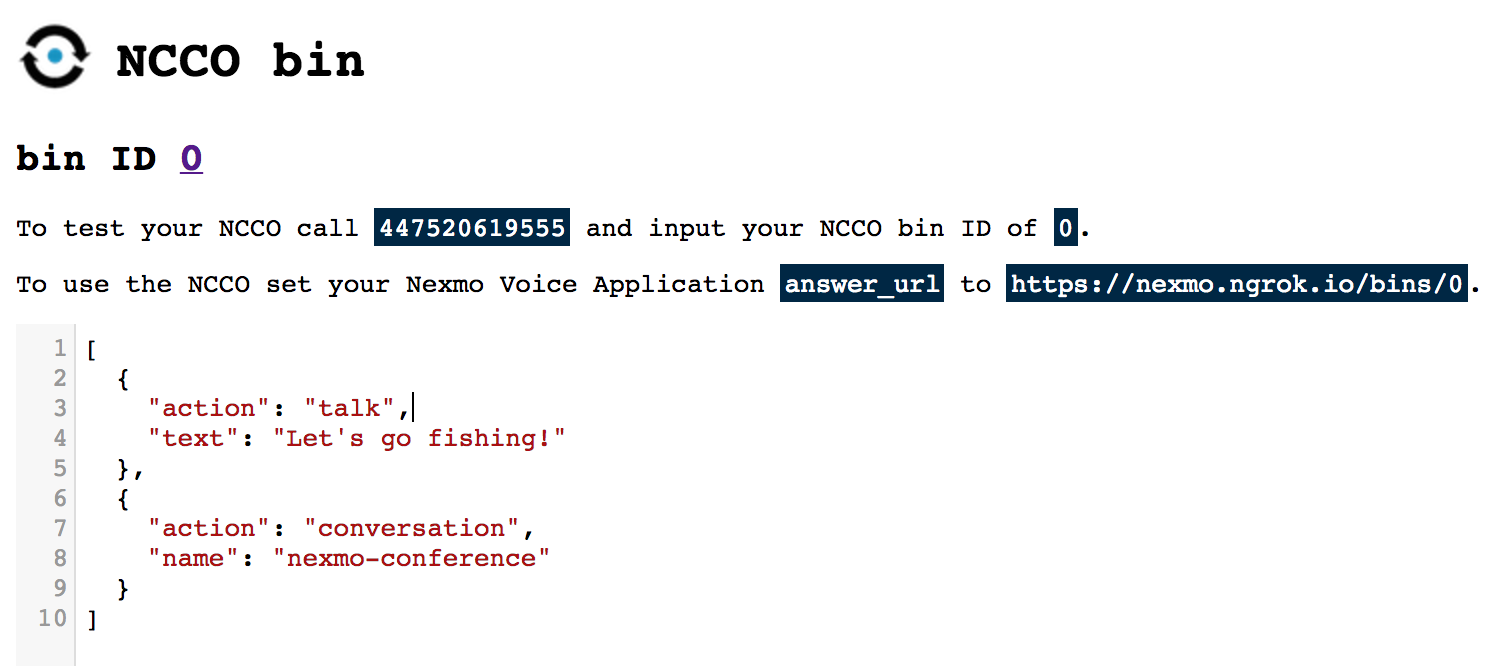 NCCO bin
bin ID 0
To test your NCCO call 447520619555 and input your NCCO bin ID of 0.
To use the NCCO set your Nexmo Voice Application answer_url to https://nexmo.ngrok.io/bins/0.
1 [
2   {
3     "action": "talk",
4     "text": "Let's go fishing!"
5   },
6   {
7     "action": "conversation",
8     "name": "nexmo-conference"
9   }
10 ]